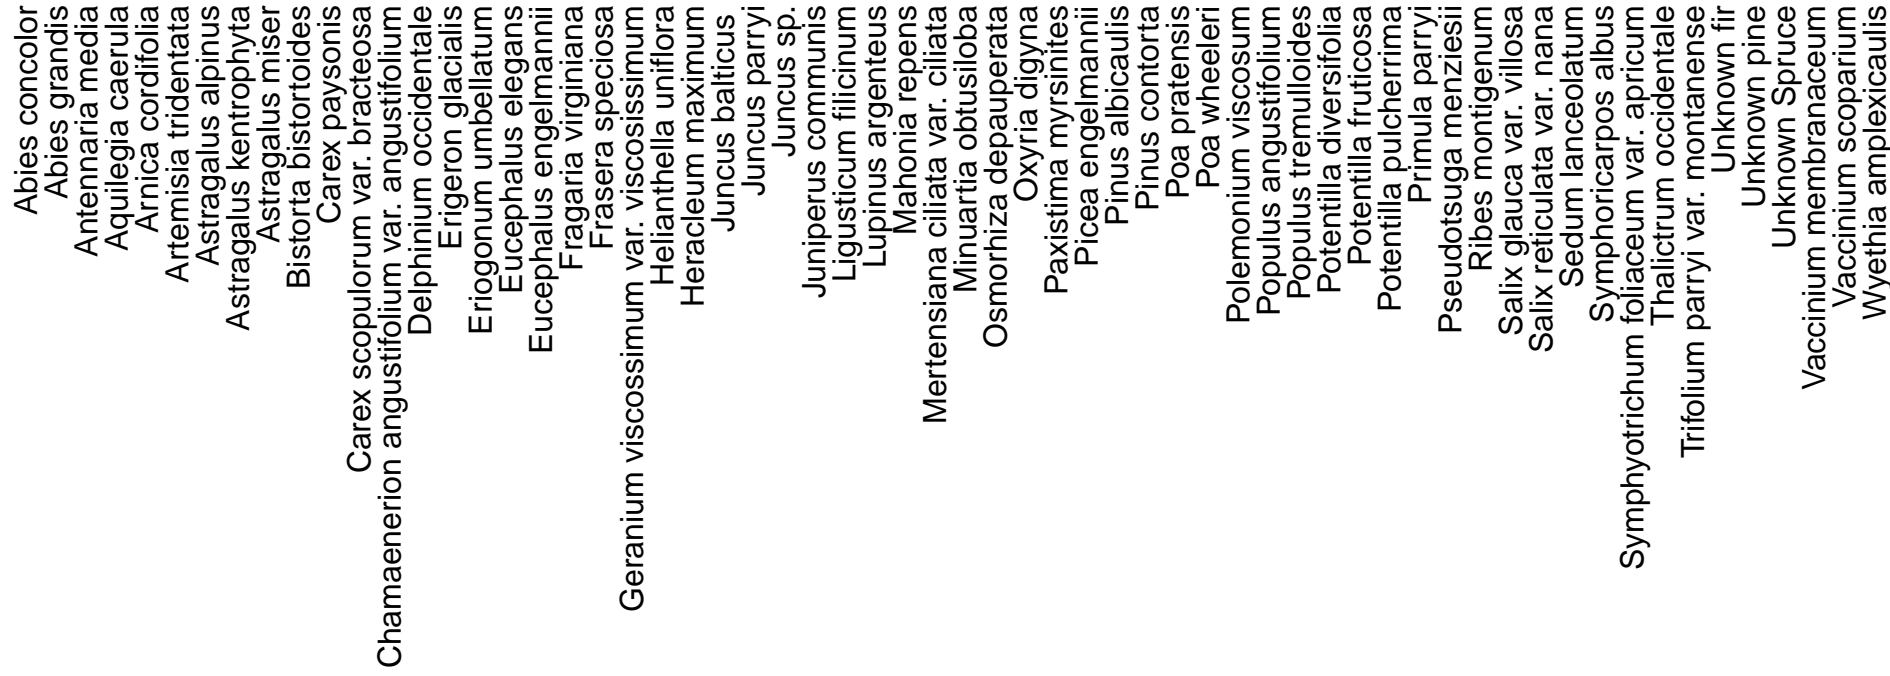 Abies concolor
Abies grandis
Antennaria media
Aquilegia caerula
Arnica cordifolia
Artemisia tridentata
Astragalus alpinus
Astragalus kentrophyta
Astragalus miser
Bistorta bistortoides
Carex paysonis
Carex scopulorum var. bracteosa
Chamaenerion angustifolium var. angustifolium
Delphinium occidentale
Erigeron glacialis
Eriogonum umbellatum
Eucephalus elegans
Eucephalus engelmannii
Fragaria virginiana
Frasera speciosa
Geranium viscossimum var. viscosissimum
Helianthella uniflora
Heracleum maximum
Juncus balticus
Juncus parryi
Juncus sp.
Juniperus communis
Ligusticum filicinum
Lupinus argenteus
Mahonia repens
Mertensiana ciliata var. ciliata
Minuartia obtusiloba
Osmorhiza depauperata
Oxyria digyna
Paxistima myrsinites
Picea engelmannii
Pinus albicaulis
Pinus contorta
Poa pratensis
Poa wheeleri
Polemonium viscosum
Populus angustifolium
Populus tremulloides
Potentilla diversifolia
Potentilla fruticosa
Potentilla pulcherrima
Primula parryi
Pseudotsuga menziesii
Ribes montigenum
Salix glauca var. villosa
Salix reticulata var. nana
Sedum lanceolatum
Symphoricarpos albus
Symphyotrichum foliaceum var. apricum
Thalictrum occidentale
Trifolium parryi var. montanense
Unknown fir
Unknown pine
Unknown Spruce
Vaccinium membranaceum
Vaccinium scoparium
Wyethia amplexicaulis